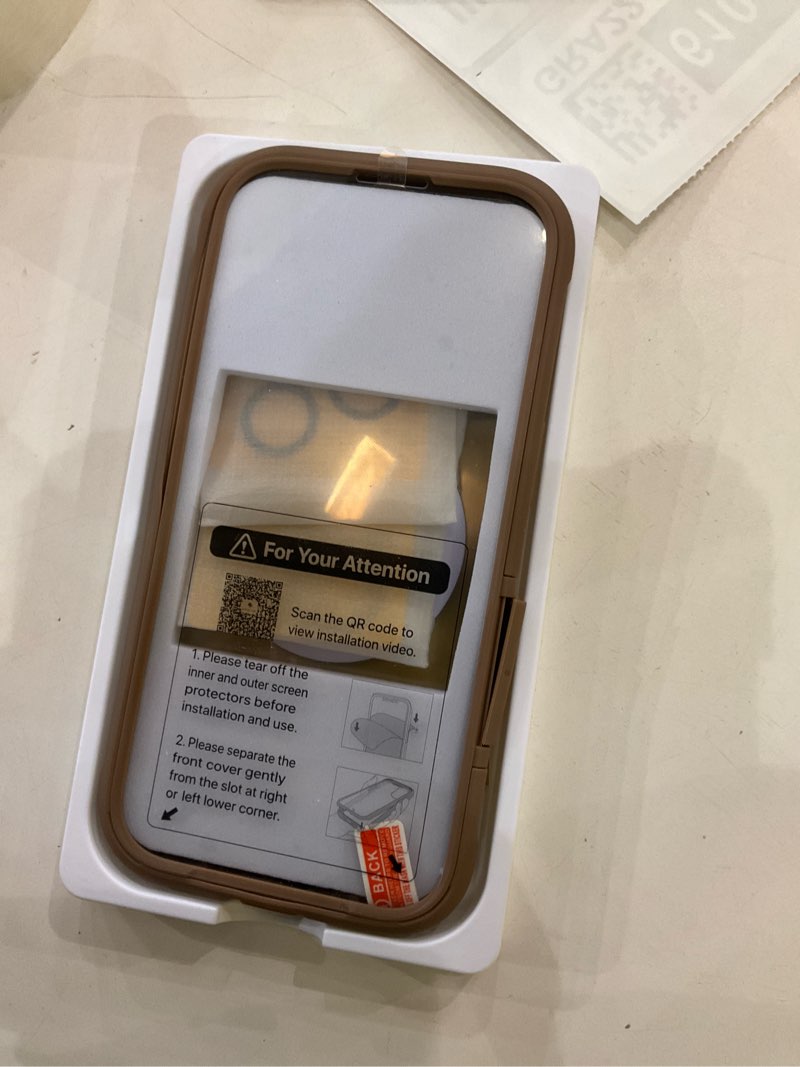 GRA22
610
For Your Attention
Scan the QR code to
view installation video.
1. Please tear off the
inner and outer screen
protectors before
installation and use.
2. Please separate the
front cover gently
from the slot at right
or left lower corner.
BACK